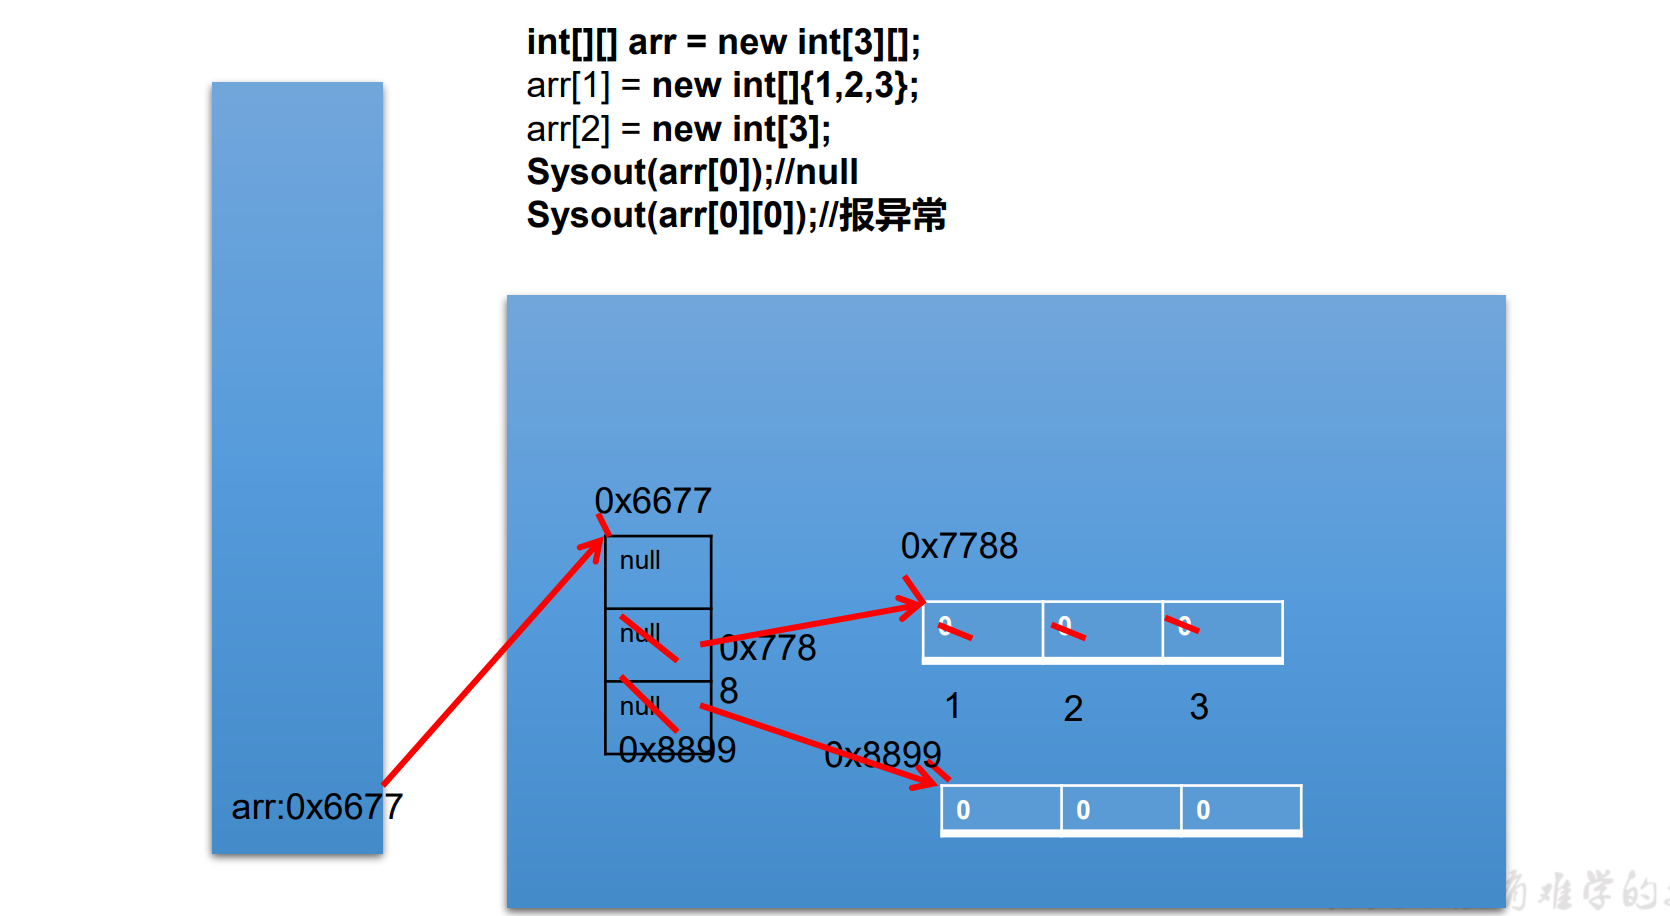 int[][] arr = new int[3][];
arr[1] = new int[]{1,2,3};
arr[2] = new int[3];
Sysout(arr[0]);//null
Sysout(arr[0][0]);//报异常
0x6677
null
0x7788
null
0x778
8
0 0 0
null
1 2 3
0x8899
0x8899
arr:0x6677
0 0 0
难学的